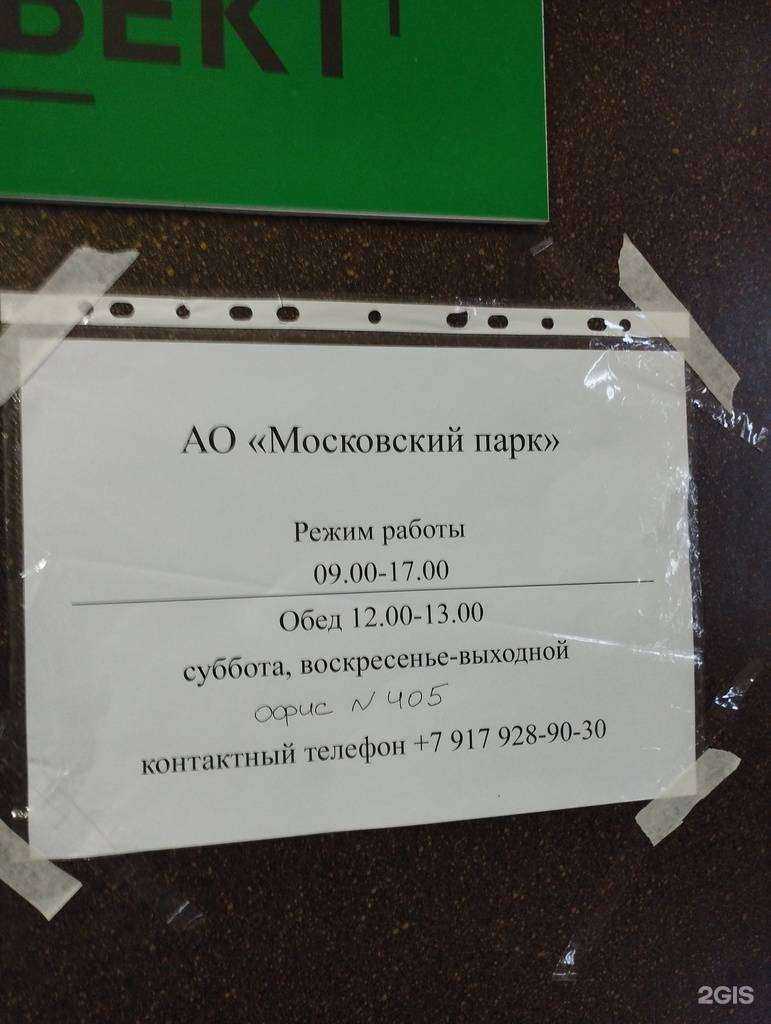 АО «Московский парк»
Режим работы
09.00-17.00
Обед 12.00-13.00
суббота, воскресенье-выходной
офис N 405
контактный телефон +7 917 928-90-30
2GIS